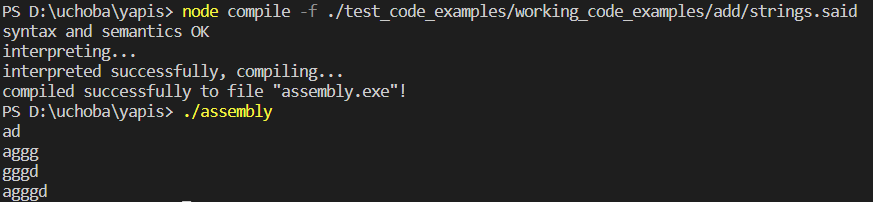 PS D:\uchoba\yapis> node compile -f ./test_code_examples/working_code_examples/add/strings.said
syntax and semantics OK
interpreting...
interpreted successfully, compiling...
compiled successfully to file "assembly.exe"!
PS D:\uchoba\yapis> ./assembly
ad
aggg
gggd
agggd